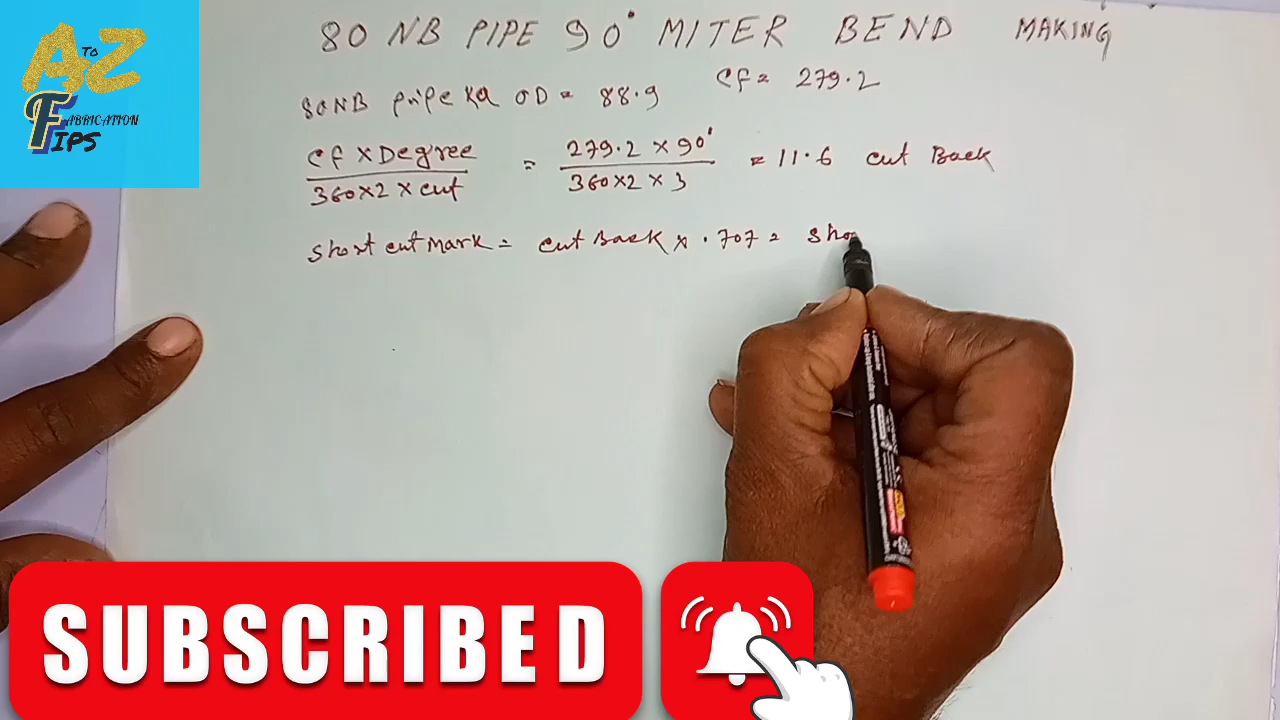 80 NB PIPE 90° MITER BEND MAKING
A TO Z
FABRICATION
TIPS
80NB pipe ka OD = 88.9 CF = 279.2
CF X Degree / 360X2 X cut = 279.2 X 90° / 360X2 X 3 = 11.6 cut Back
Short cut Mark = cut Back X .707 = Sho
SUBSCRIBED